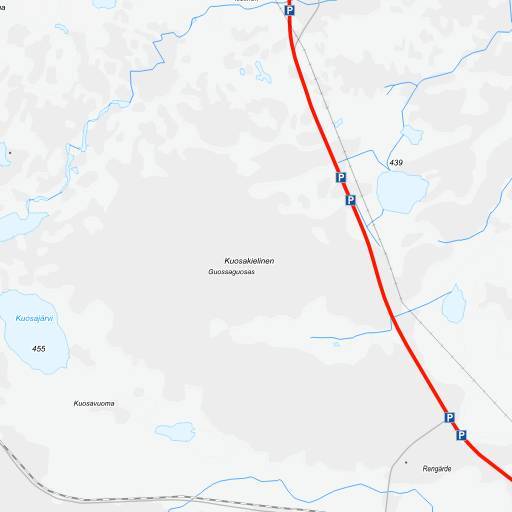 P
439
P
P
Kuosakielinen
Guossaguosas
Kuosajärvi
455
Kuosavuoma
P
P
Rengärde